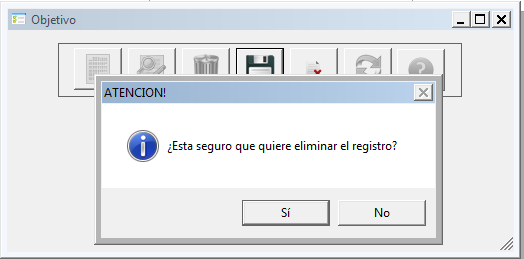 Objetivo
ATENCION!
¿Esta seguro que quiere eliminar el registro?
Sí
No